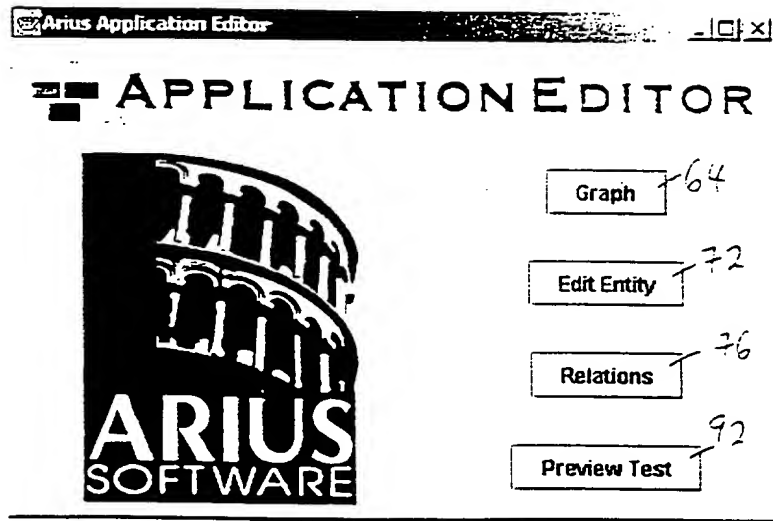 Arius Application Editor
APPLICATION EDITOR
Graph
64
Edit Entity
72
Relations
76
Preview Test
92
ARIUS
SOFTWARE